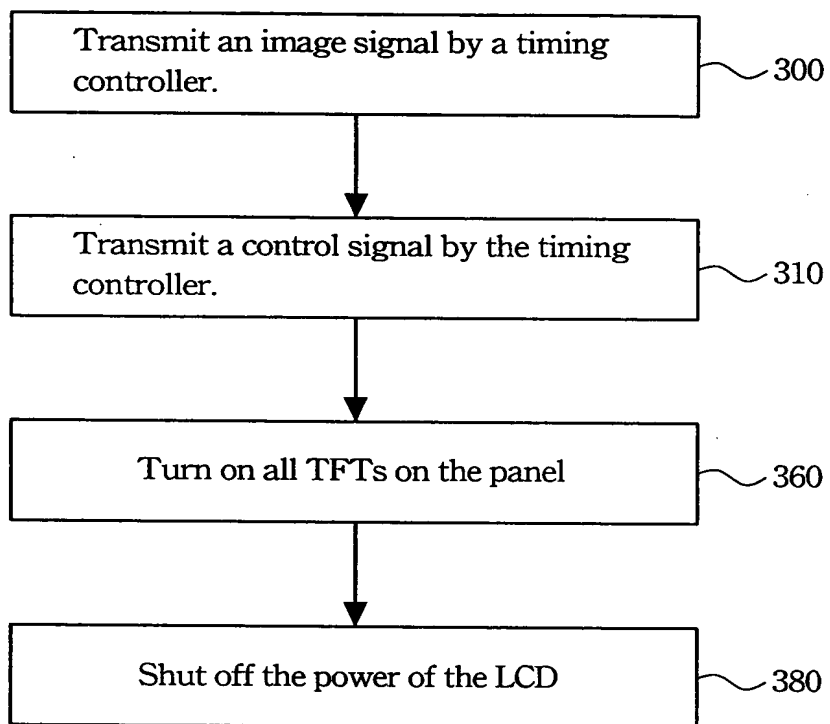 Transmit an image signal by a timing
controller.
300
Transmit a control signal by the timing
controller.
310
Turn on all TFTs on the panel
360
Shut off the power of the LCD
380